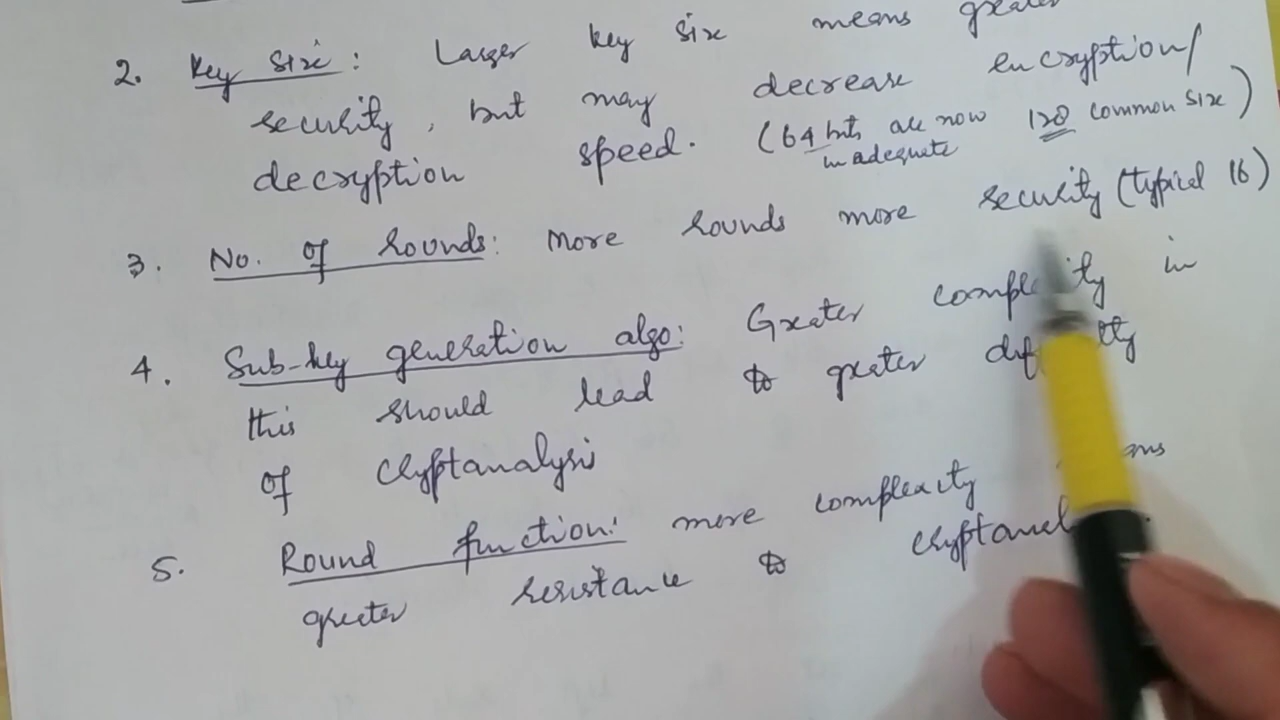 2. Key size: Larger key size means greater
security, but may decrease encryption/
decryption speed. (64 bits are now inadequate 128 common size)
3. No. of rounds: More rounds more security (typical 16)
4. Sub-key generation algo: Greater complexity in
this should lead to greater difficulty
of cryptanalysis
5. Round function: more complexity
greater resistance to